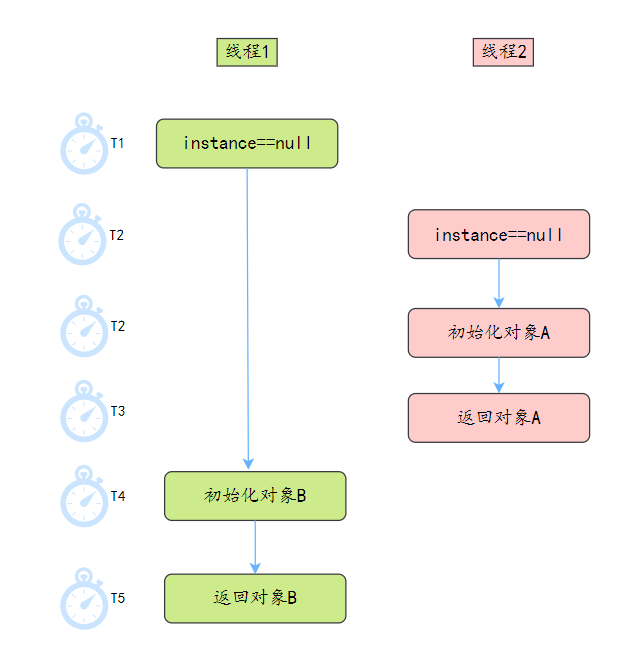 线程1
线程2
T1
instance==null
T2
instance==null
T2
初始化对象A
T3
返回对象A
T4
初始化对象B
T5
返回对象B